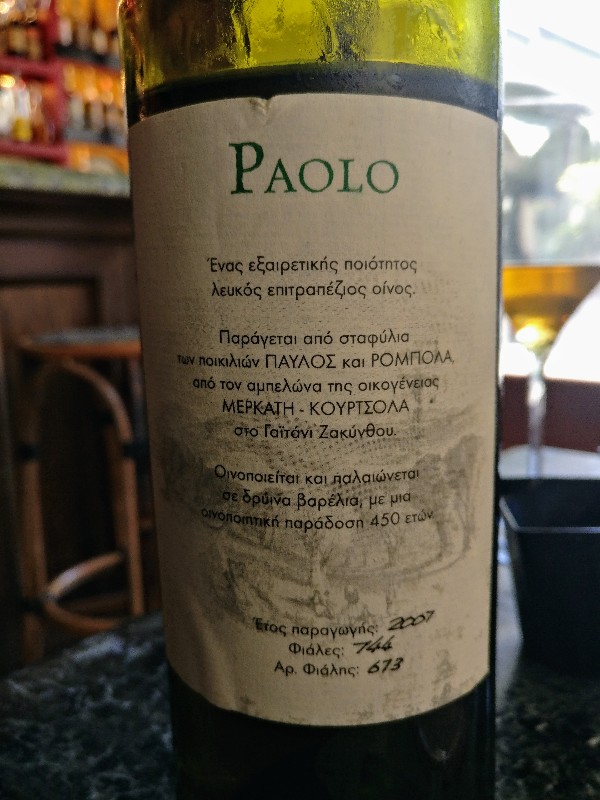 PAOLO
Ένας εξαιρετικής ποιότητος
λευκός επιτραπέζιος οίνος.
Παράγεται από σταφύλια
των ποικιλιών ΠΑΥΛΟΣ και ΡΟΜΠΟΛΑ,
από τον αμπελώνα της οικογένειας
ΜΕΡΚΑΤΗ - ΚΟΥΡΤΣΟΛΑ
στο Γαϊτάνι Ζακύνθου.
Οινοποιείται και παλαιώνεται
σε δρύινα βαρέλια, με μια
οινοποιητική παράδοση 450 ετών.
Έτος παραγωγής: 2007
Φιάλες: 744
Αρ. Φιάλης: 673